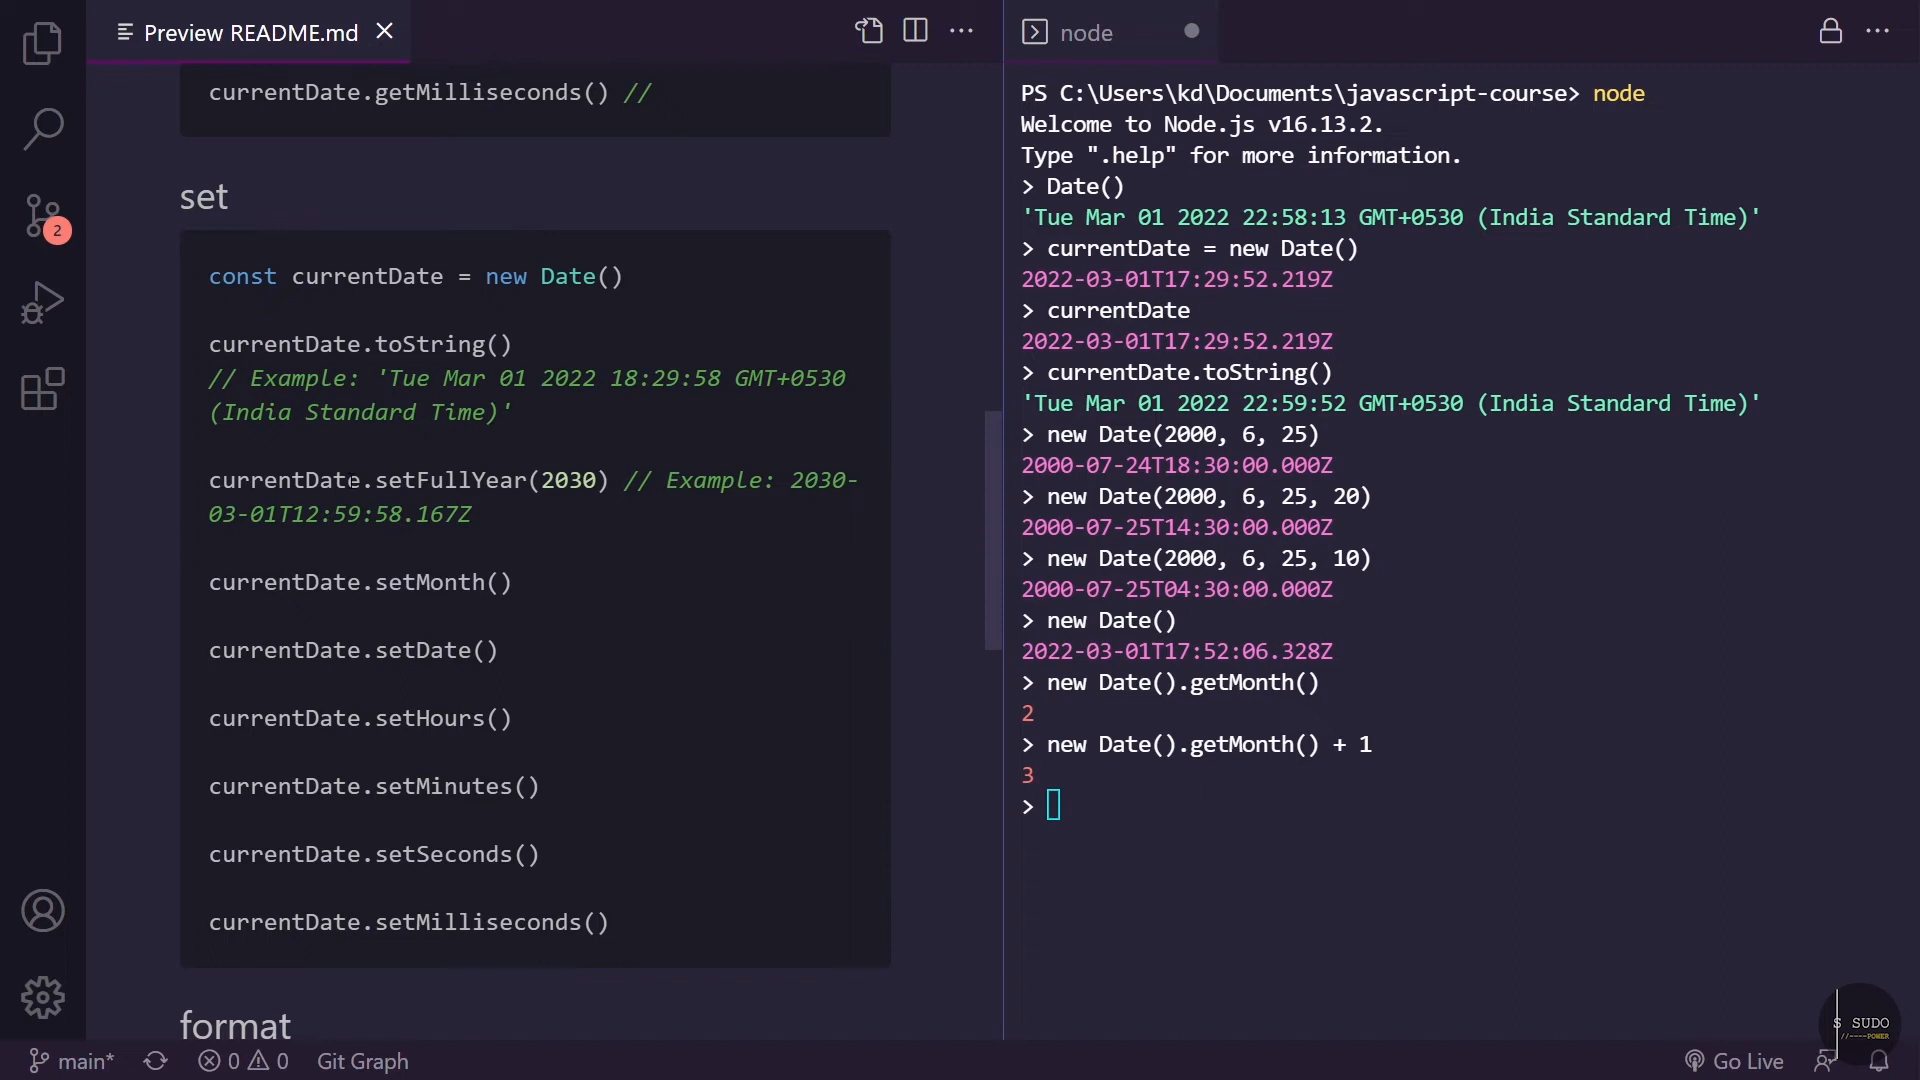 Preview README.md
node
currentDate.getMilliseconds() //
set
const currentDate = new Date()
currentDate.toString()
// Example: 'Tue Mar 01 2022 18:29:58 GMT+0530
(India Standard Time)'
currentDate.setFullYear(2030) // Example: 2030-
03-01T12:59:58.167Z
currentDate.setMonth()
currentDate.setDate()
currentDate.setHours()
currentDate.setMinutes()
currentDate.setSeconds()
currentDate.setMilliseconds()
format
PS C:\Users\kd\Documents\javascript-course> node
Welcome to Node.js v16.13.2.
Type ".help" for more information.
> Date()
'Tue Mar 01 2022 22:58:13 GMT+0530 (India Standard Time)'
> currentDate = new Date()
2022-03-01T17:29:52.219Z
> currentDate
2022-03-01T17:29:52.219Z
> currentDate.toString()
'Tue Mar 01 2022 22:59:52 GMT+0530 (India Standard Time)'
> new Date(2000, 6, 25)
2000-07-24T18:30:00.000Z
> new Date(2000, 6, 25, 20)
2000-07-25T14:30:00.000Z
> new Date(2000, 6, 25, 10)
2000-07-25T04:30:00.000Z
> new Date()
2022-03-01T17:52:06.328Z
> new Date().getMonth()
2
> new Date().getMonth() + 1
3
>
2
S SUDO
//----POWER
main* 0 0 Git Graph
Go Live